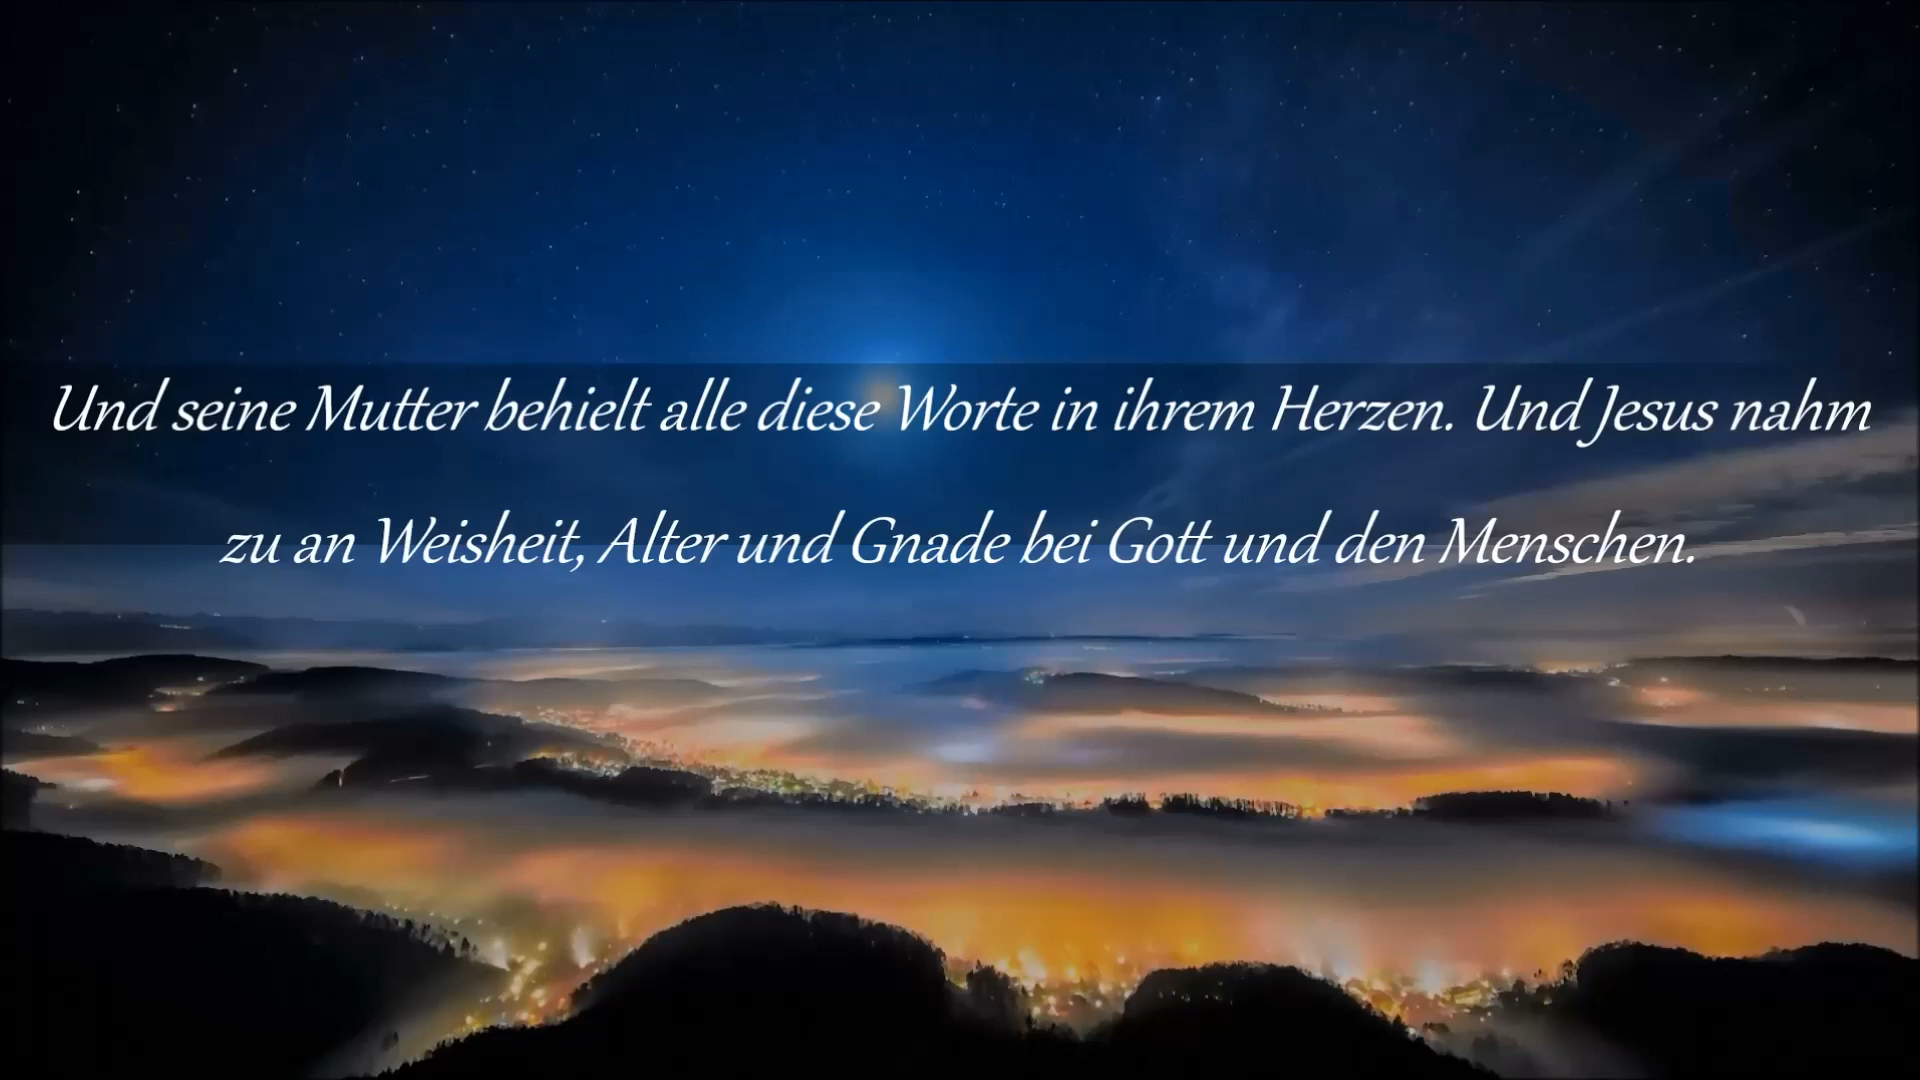 Und seine Mutter behielt alle diese Worte in ihrem Herzen. Und Jesus nahm
zu an Weisheit, Alter und Gnade bei Gott und den Menschen.